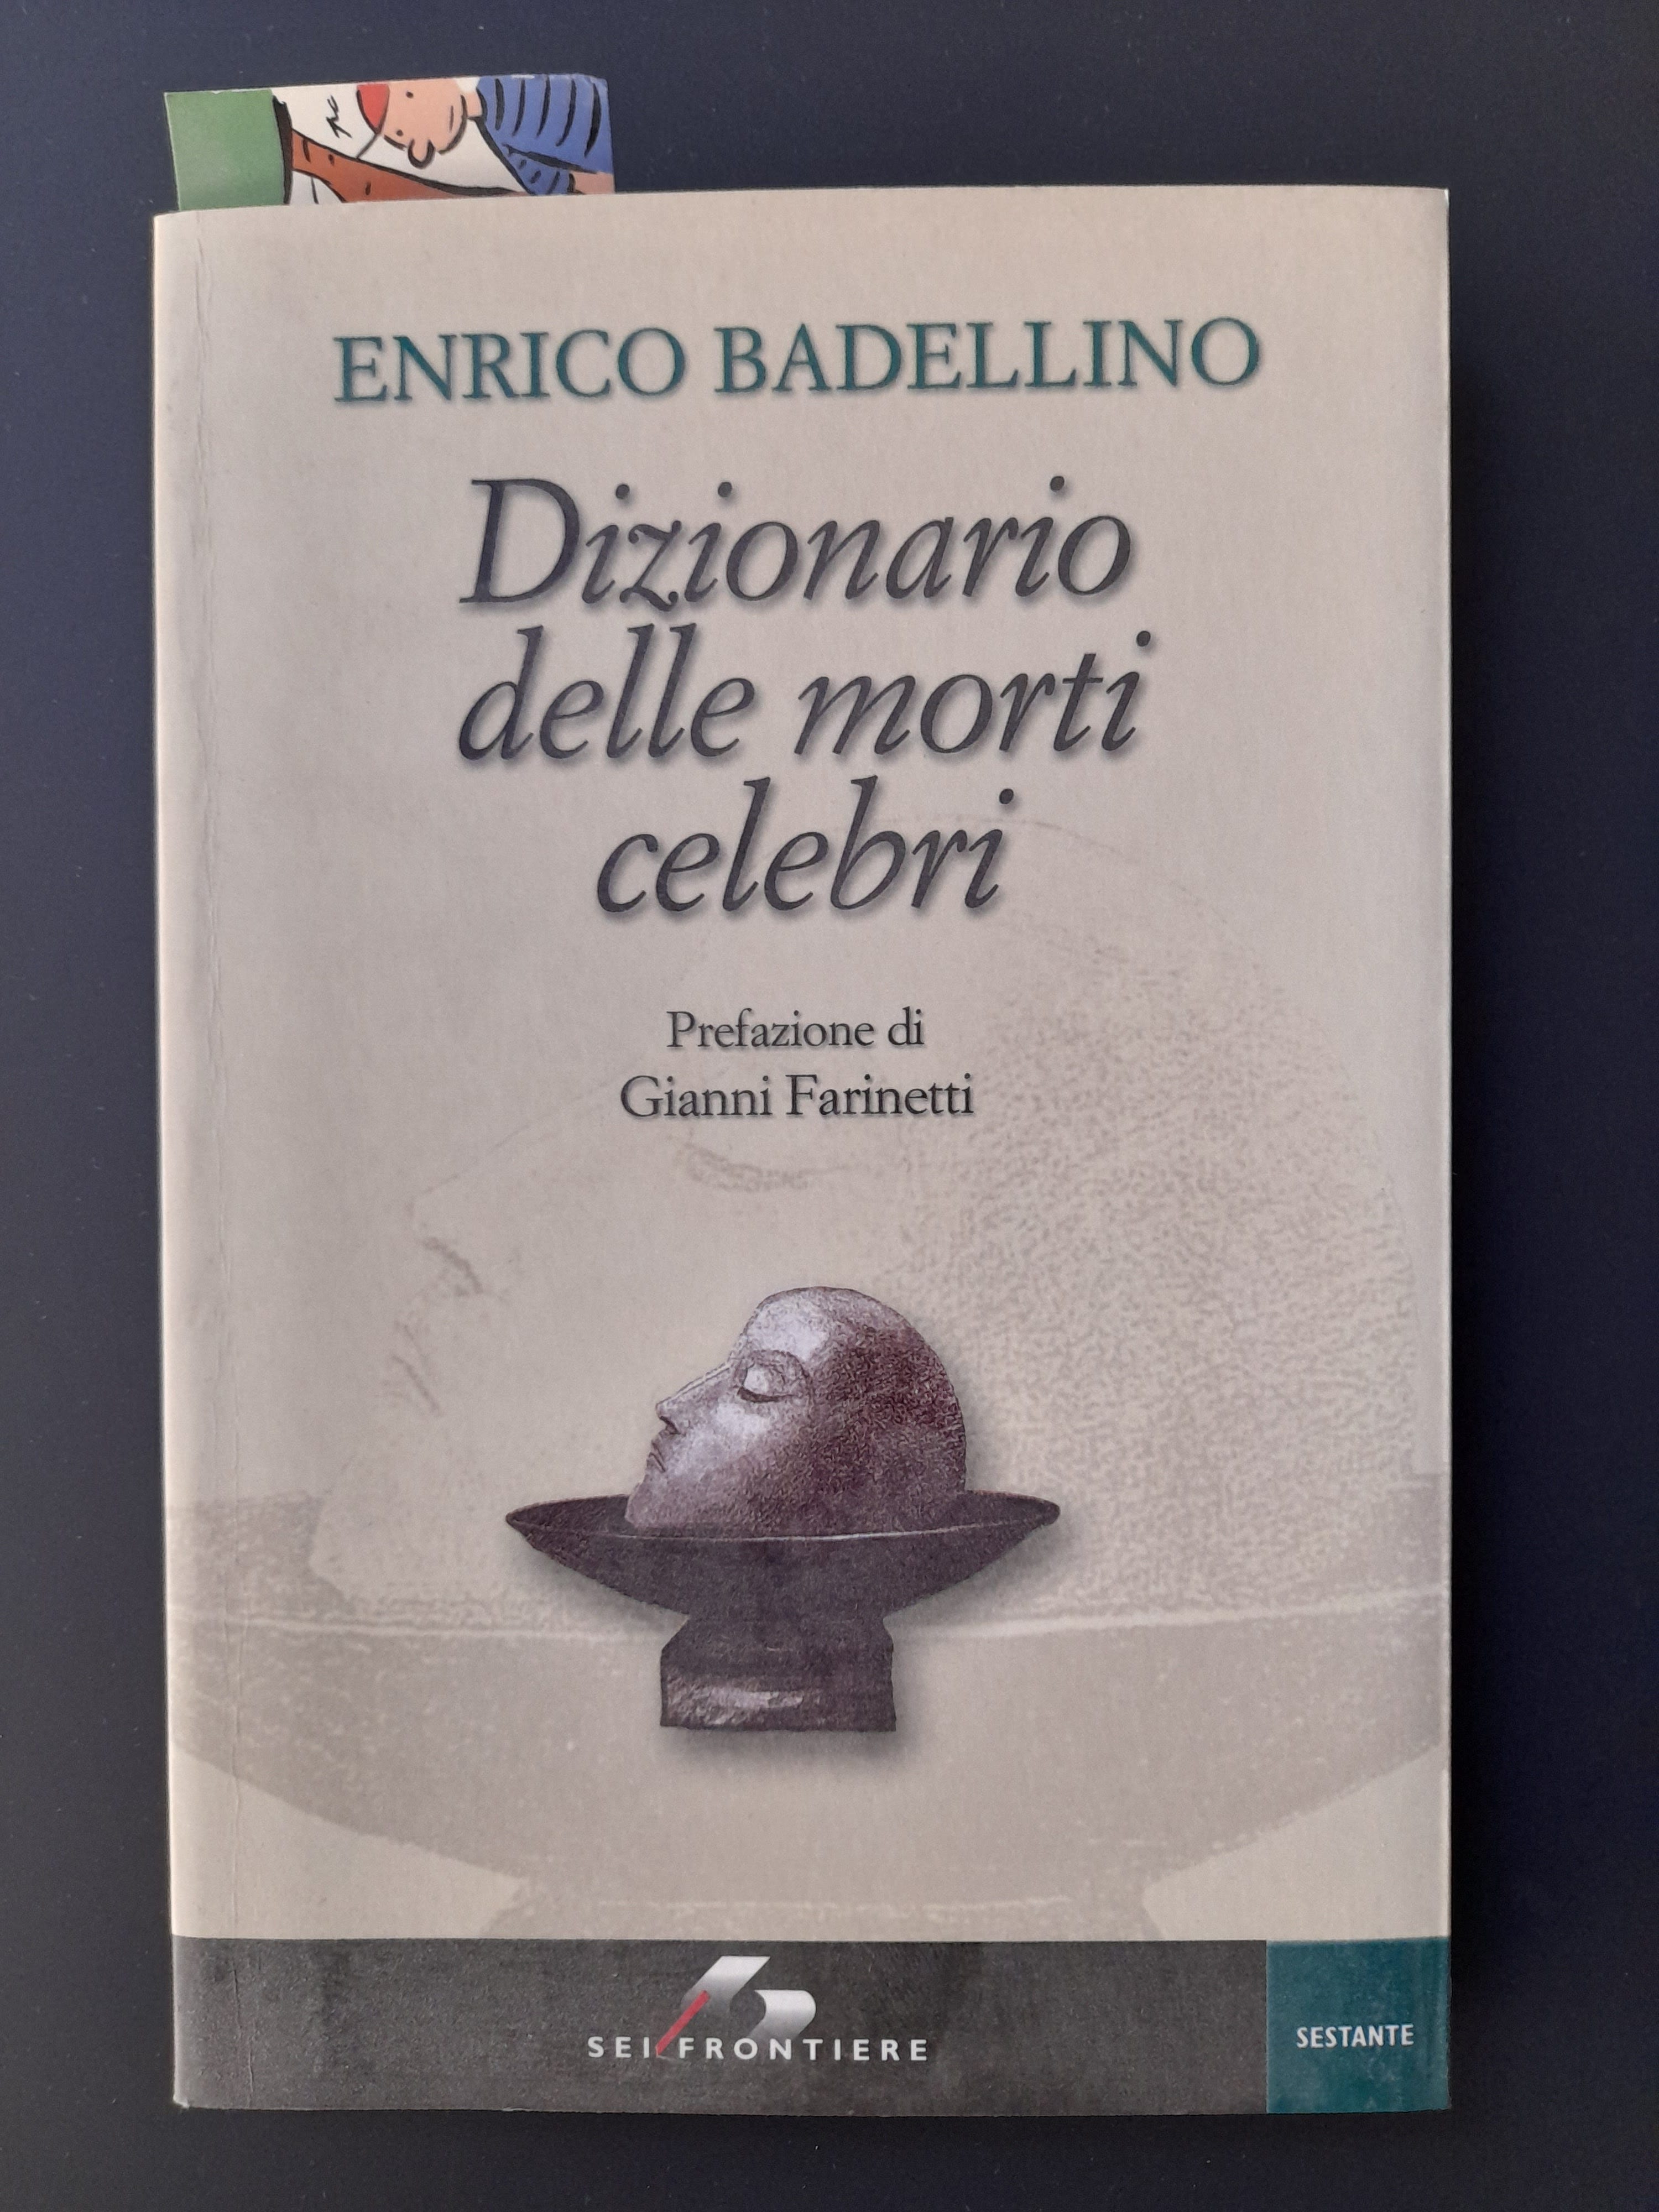 ENRICO BADELLINO
Dizionario
delle morti
celebri
Prefazione di
Gianni Farinetti
SEI FRONTIERE
SESTANTE